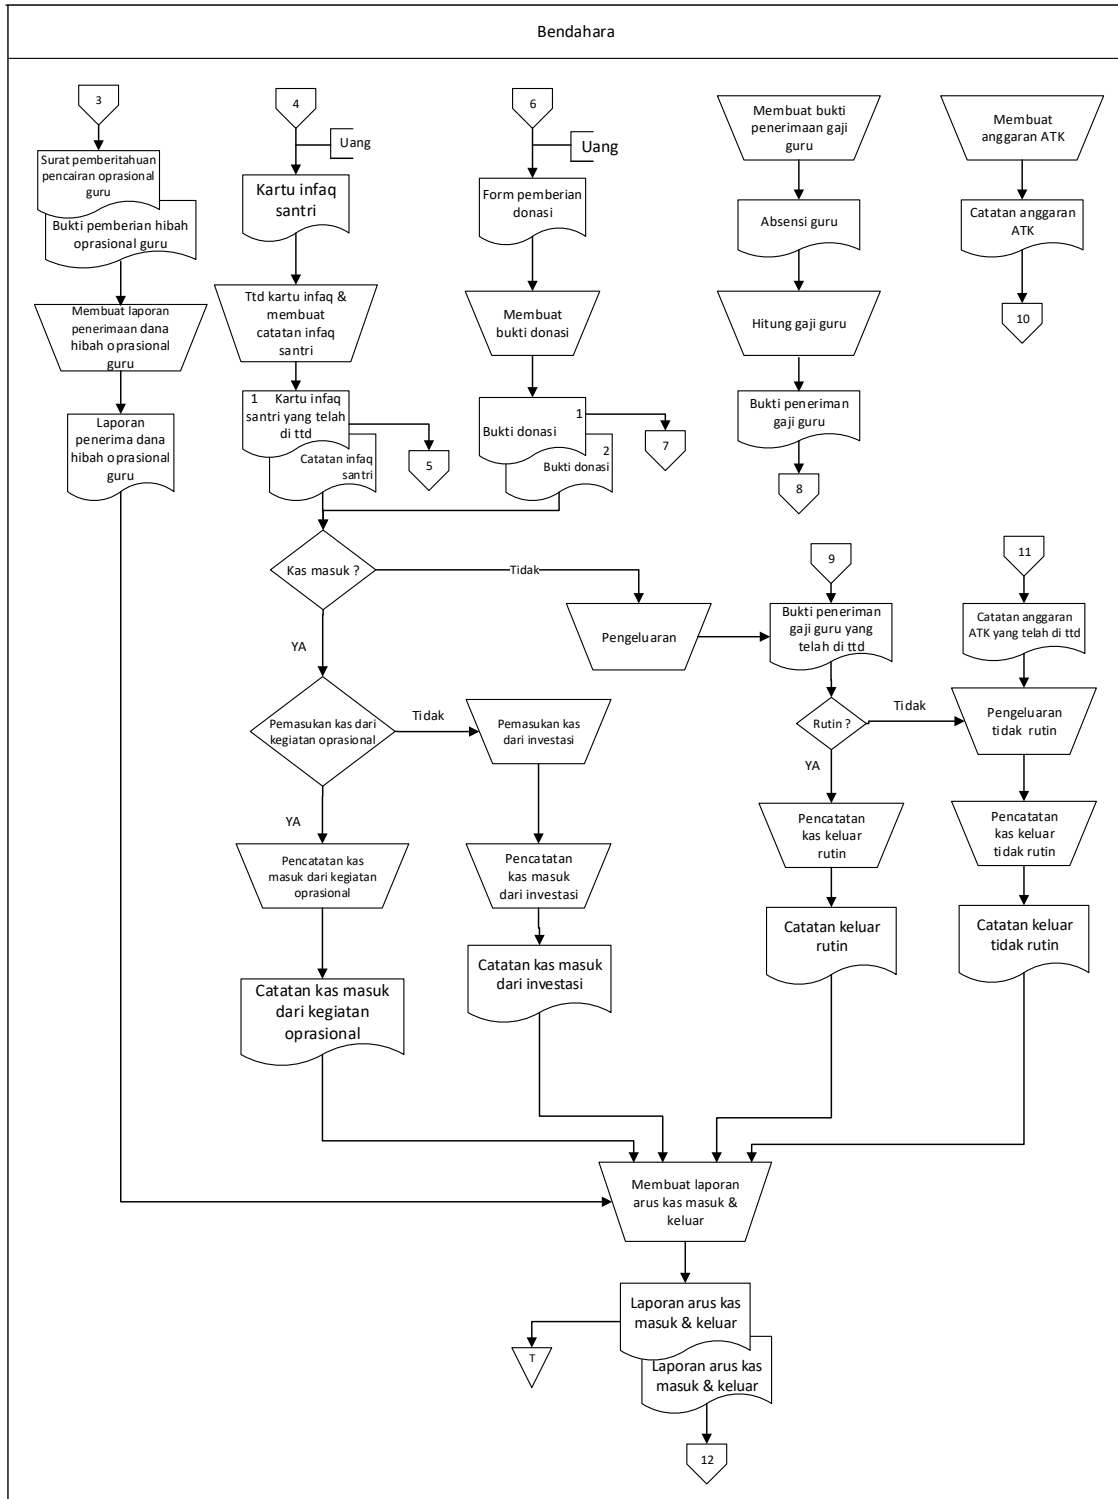 Bendahara
3
Surat pemberitahuan
pencairan oprasional
guru
Bukti pemberian hibah
oprasional guru
Membuat laporan
penerimaan dana
hibah oprasional
guru
Laporan
penerima dana
hibah oprasional
guru
4
Uang
Kartu infaq
santri
Ttd kartu infaq &
membuat
catatan infaq
santri
1 Kartu infaq
santri yang telah
di ttd
Catatan infaq
santri
5
6
Uang
Form pemberian
donasi
Membuat
bukti donasi
1
Bukti donasi
2
Bukti donasi
7
Membuat bukti
penerimaan gaji
guru
Absensi guru
Hitung gaji guru
Bukti peneriman
gaji guru
8
Membuat
anggaran ATK
Catatan anggaran
ATK
10
Kas masuk ?
Tidak
Pengeluaran
YA
Pemasukan kas dari
kegiatan oprasional
Tidak
Pemasukan kas
dari investasi
YA
Pencatatan kas
masuk dari kegiatan
oprasional
Pencatatan
kas masuk
dari investasi
Catatan kas masuk
dari kegiatan
oprasional
Catatan kas masuk
dari investasi
9
Bukti peneriman
gaji guru yang
telah di ttd
Rutin ?
Tidak
YA
Pencatatan
kas keluar
rutin
Catatan keluar
rutin
11
Catatan anggaran
ATK yang telah di ttd
Pengeluaran
tidak rutin
Pencatatan
kas keluar
tidak rutin
Catatan keluar
tidak rutin
Membuat laporan
arus kas masuk &
keluar
Laporan arus kas
masuk & keluar
T
Laporan arus kas
masuk & keluar
12